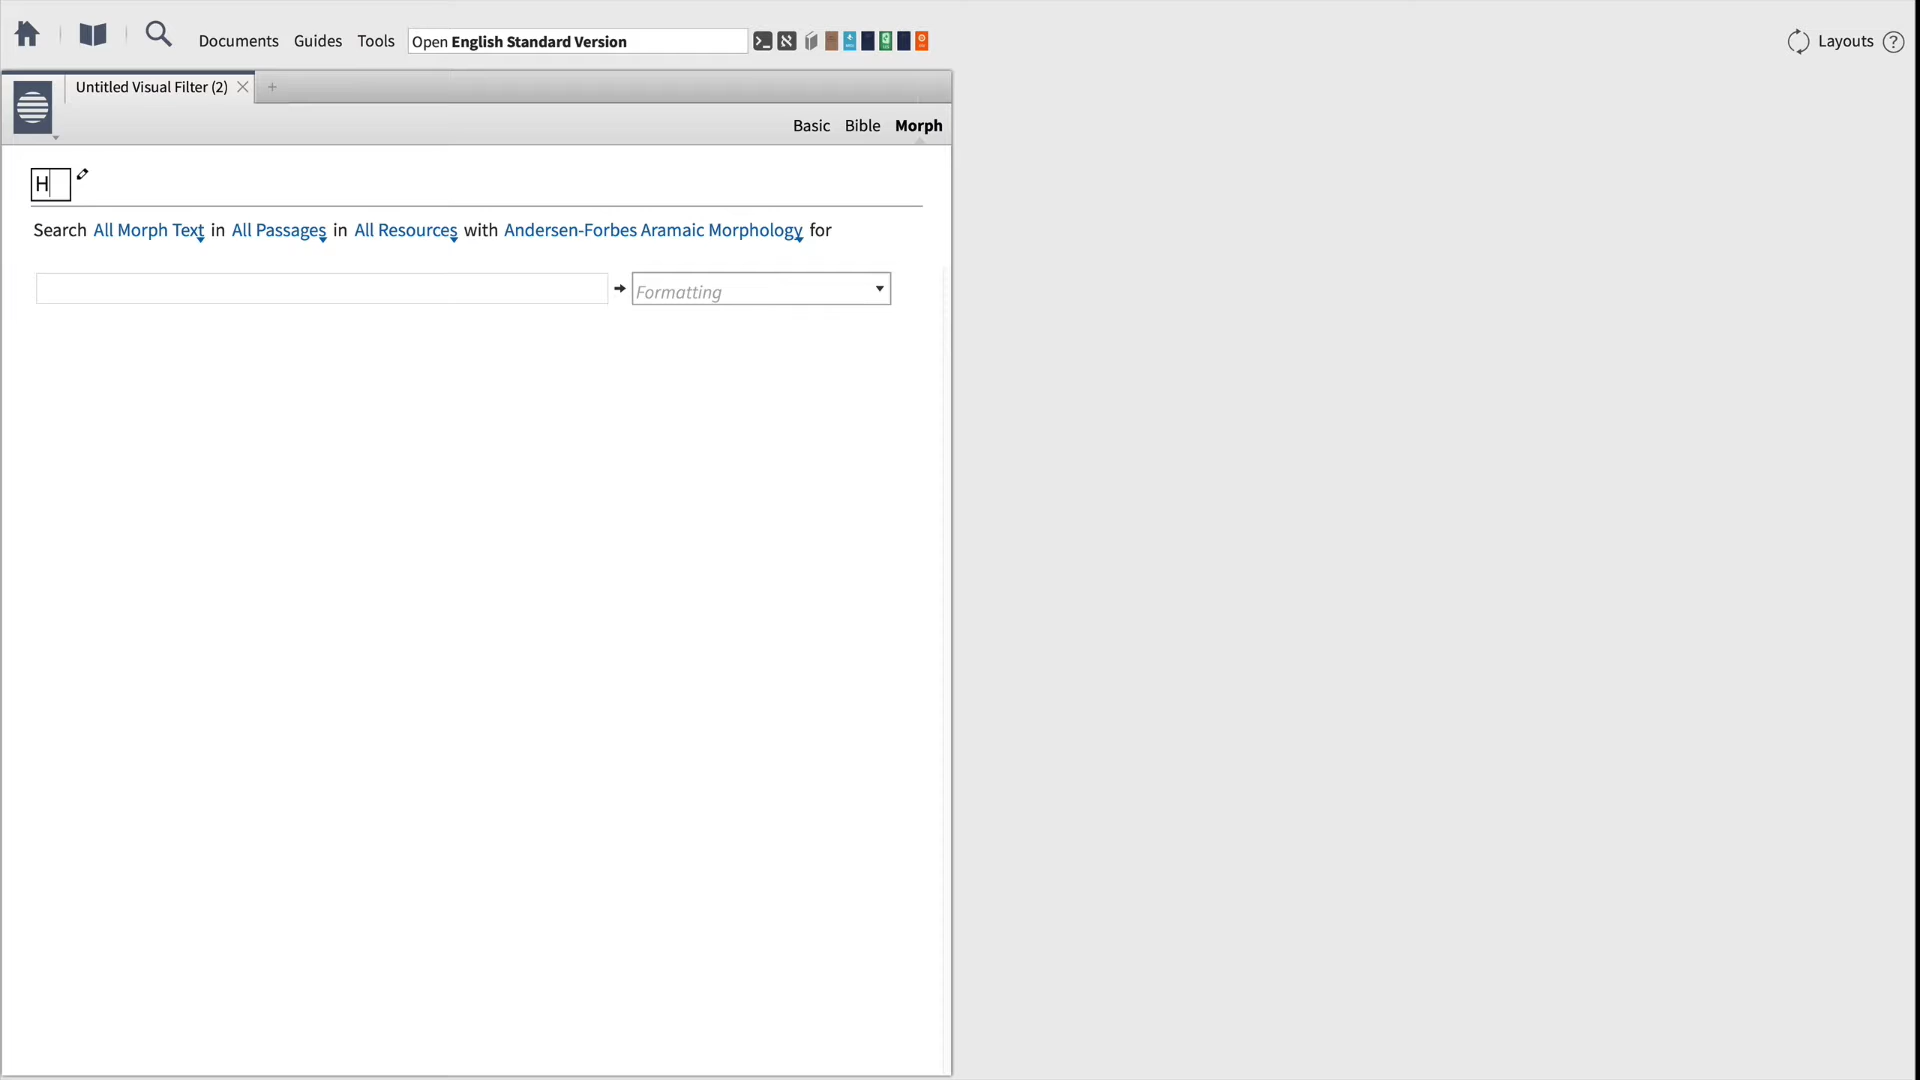 Documents Guides Tools Open English Standard Version Layouts
Untitled Visual Filter (2)
Basic Bible Morph
H
Search All Morph Text in All Passages in All Resources with Andersen-Forbes Aramaic Morphology for
Formatting